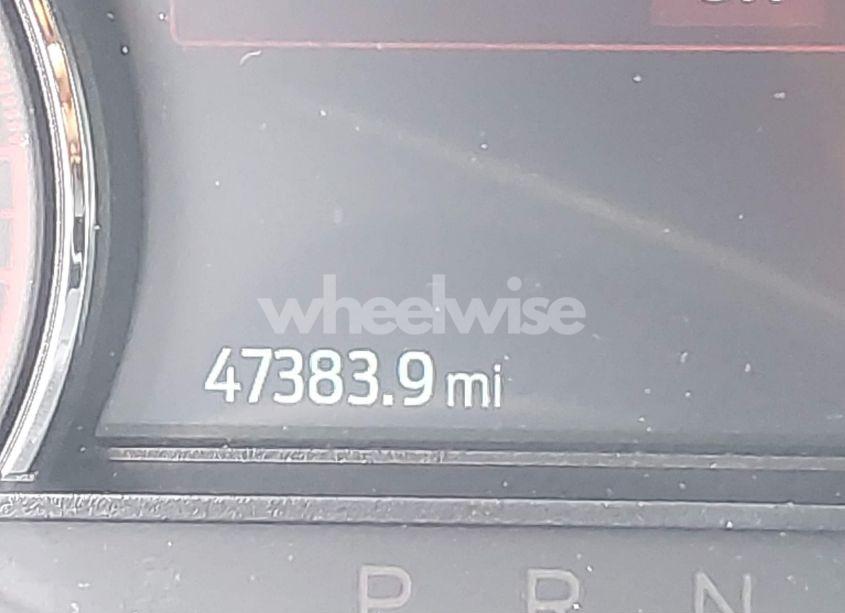 wheelwise
47383.9 mi
P R N